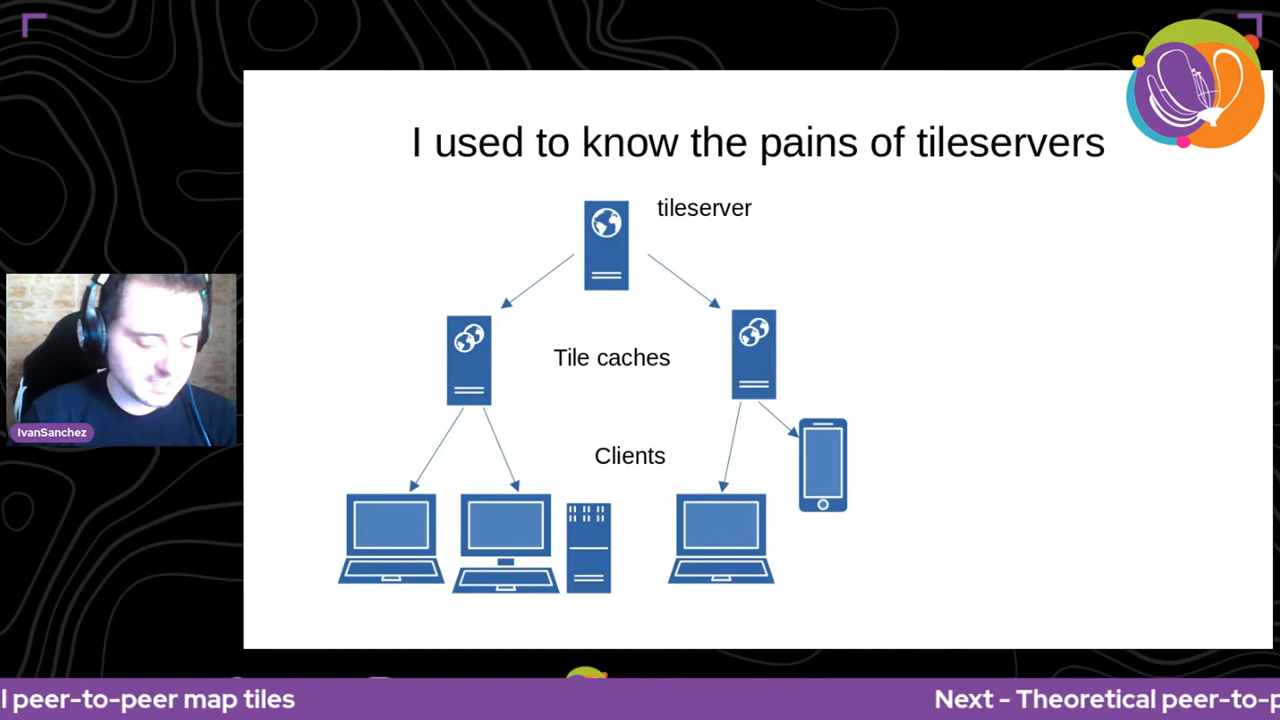 I used to know the pains of tileservers
tileserver
Tile caches
Clients
IvanSanchez
l peer-to-peer map tiles
Next - Theoretical peer-to-p